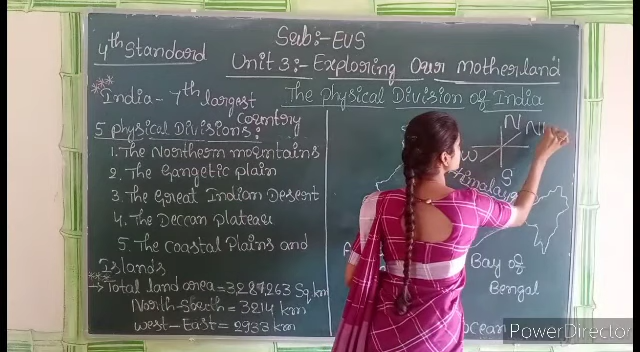 Sub:- EVS
4th Standard
Unit 3:- Exploring Our Motherland
*** India - 7th largest country
The Physical Division of India
5 physical Divisions:
1. The Northern mountains
2. The Gangetic plain
3. The Great Indian Desert
4. The Deccan plateau
5. The Coastal Plains and
Islands
*** → Total land area = 3287263 Sq.km
North-South = 3214 km
West-East = 2933 km
N
W
S
Himalaya
Bay of
Bengal
ocean
PowerDirector